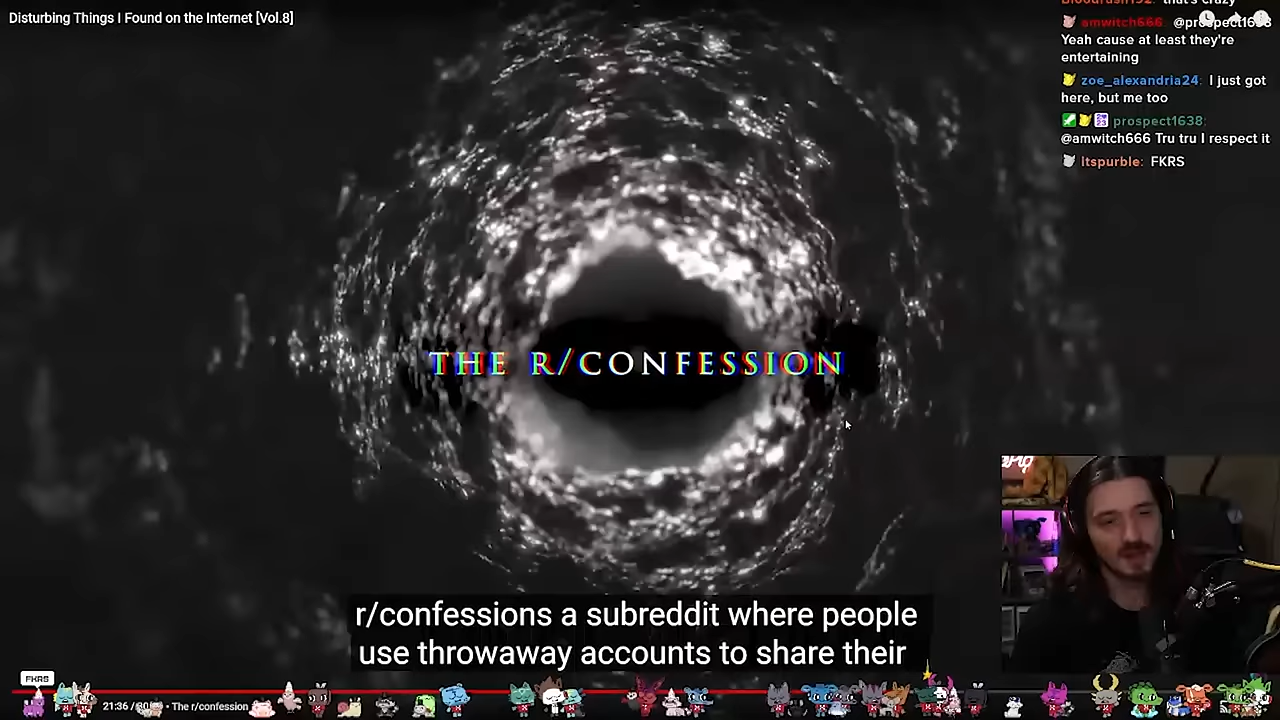 Disturbing Things I Found on the Internet [Vol.8]
that's crazy
amwitch666:
Yeah cause at least they're
entertaining
zoe_alexandria24: I just got
here, but me too
prospect1638:
@amwitch666 Tru tru I respect it
Itspurble: FKRS
THE R/CONFESSION
r/confessions a subreddit where people
use throwaway accounts to share their
FKRS
21:36 /
• The r/confession